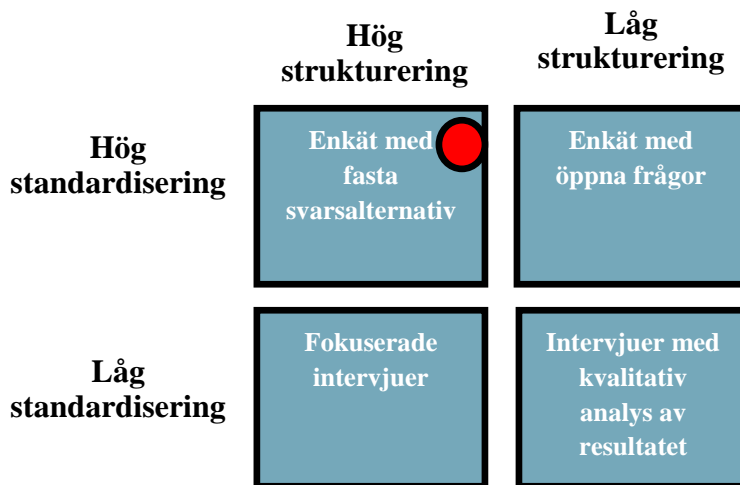 Hög
strukturering
Låg
strukturering
Hög
standardisering
Enkät med
fasta
svarsalternativ
Enkät med
öppna frågor
Låg
standardisering
Fokuserade
intervjuer
Intervjuer med
kvalitativ
analys av
resultatet